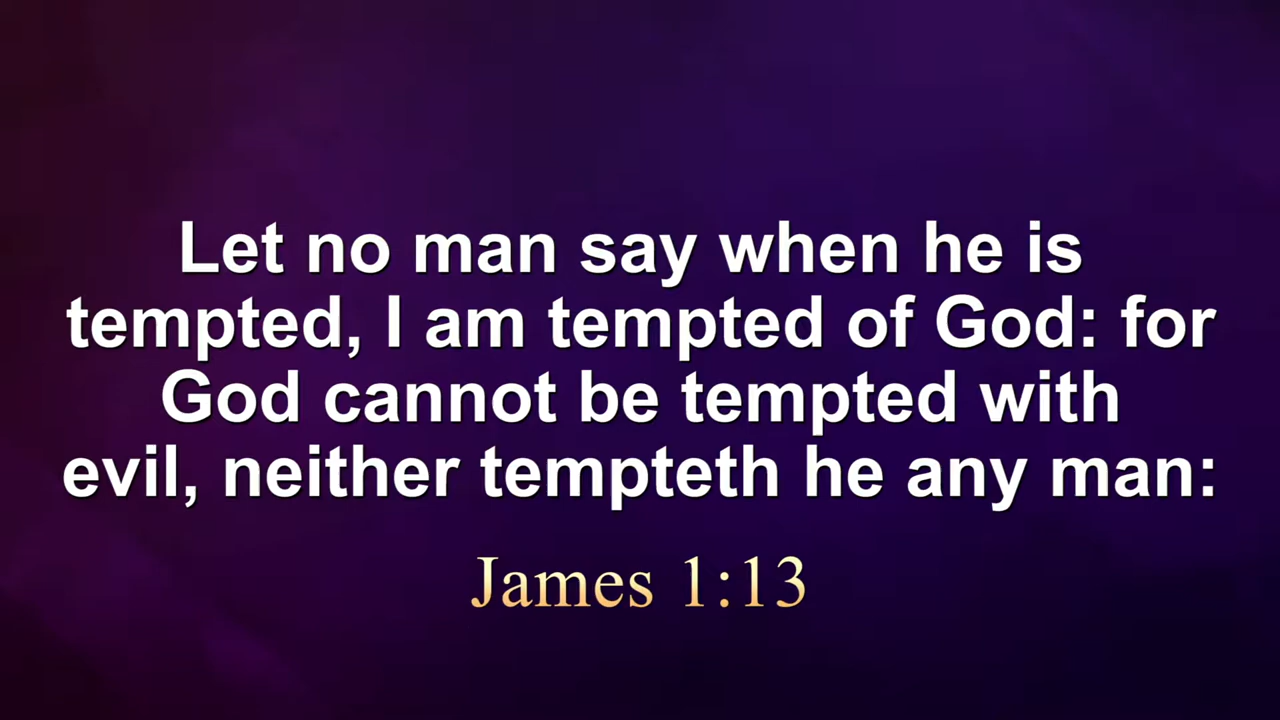 Let no man say when he is
tempted, I am tempted of God: for
God cannot be tempted with
evil, neither tempteth he any man:
James 1:13